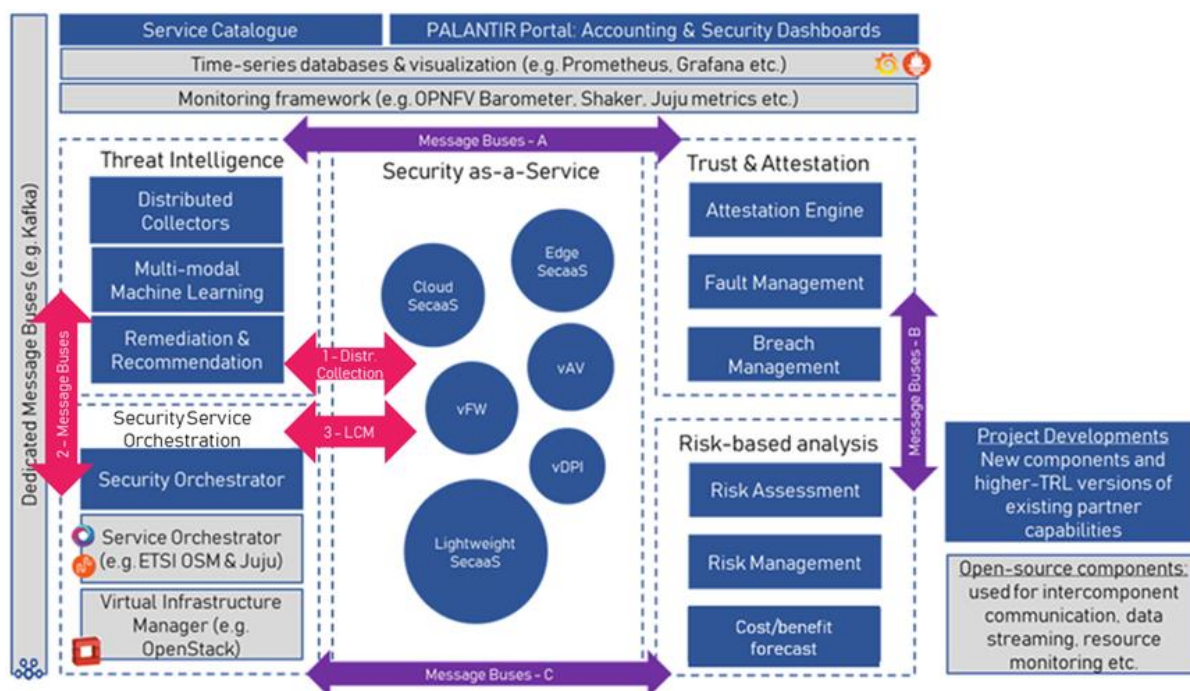 Service Catalogue
PALANTIR Portal: Accounting & Security Dashboards
Time-series databases & visualization (e.g. Prometheus, Grafana etc.)
Monitoring framework (e.g. OPNFV Barometer, Shaker, Juju metrics etc.)
Dedicated Message Buses (e.g. Kafka)
Message Buses - A
Threat Intelligence
Distributed
Collectors
Multi-modal
Machine Learning
Remediation &
Recommendation
2 - Message Buses
1 - Distr.
Collection
3 - LCM
Security Service
Orchestration
Security Orchestrator
Service Orchestrator
(e.g. ETSI OSM & Juju)
Virtual Infrastructure
Manager (e.g.
OpenStack)
Security as-a-Service
Edge
SecaaS
Cloud
SecaaS
vAV
vFW
vDPI
Lightweight
SecaaS
Message Buses - C
Trust & Attestation
Attestation Engine
Fault Management
Breach
Management
Message Buses - B
Risk-based analysis
Risk Assessment
Risk Management
Cost/benefit
forecast
Project Developments
New components and
higher-TRL versions of
existing partner
capabilities
Open-source components:
used for intercomponent
communication, data
streaming, resource
monitoring etc.